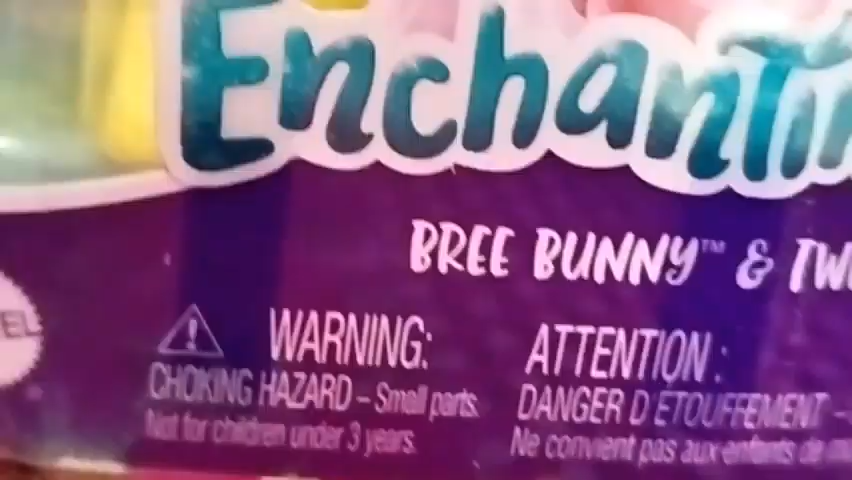 Enchanti
BREE BUNNY™ & TW
EL
WARNING: ATTENTION :
CHOKING HAZARD – Small parts. DANGER D'ÉTOUFFEMENT –
Not for children under 3 years. Ne convient pas aux enfants de